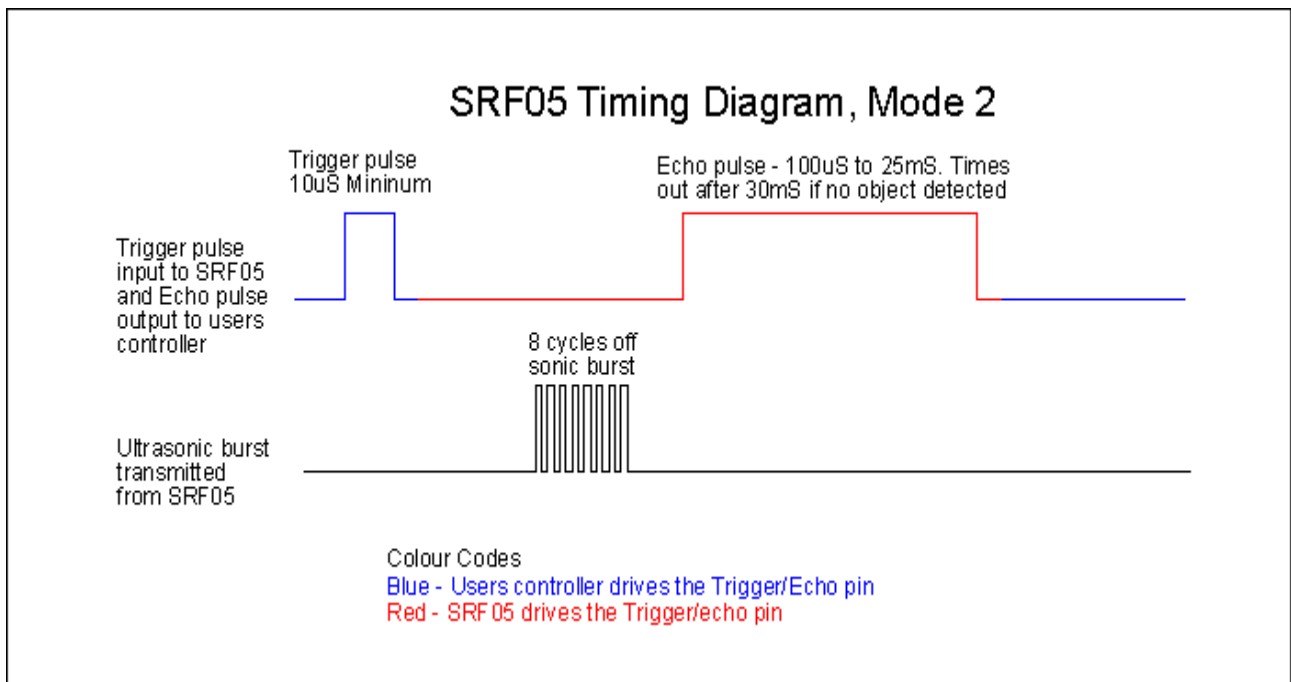 SRF05 Timing Diagram, Mode 2
Trigger pulse
10uS Mininum
Echo pulse - 100uS to 25mS. Times
out after 30mS if no object detected
Trigger pulse
input to SRF05
and Echo pulse
output to users
controller
8 cycles off
sonic burst
Ultrasonic burst
transmitted
from SRF05
Colour Codes
Blue - Users controller drives the Trigger/Echo pin
Red - SRF05 drives the Trigger/echo pin